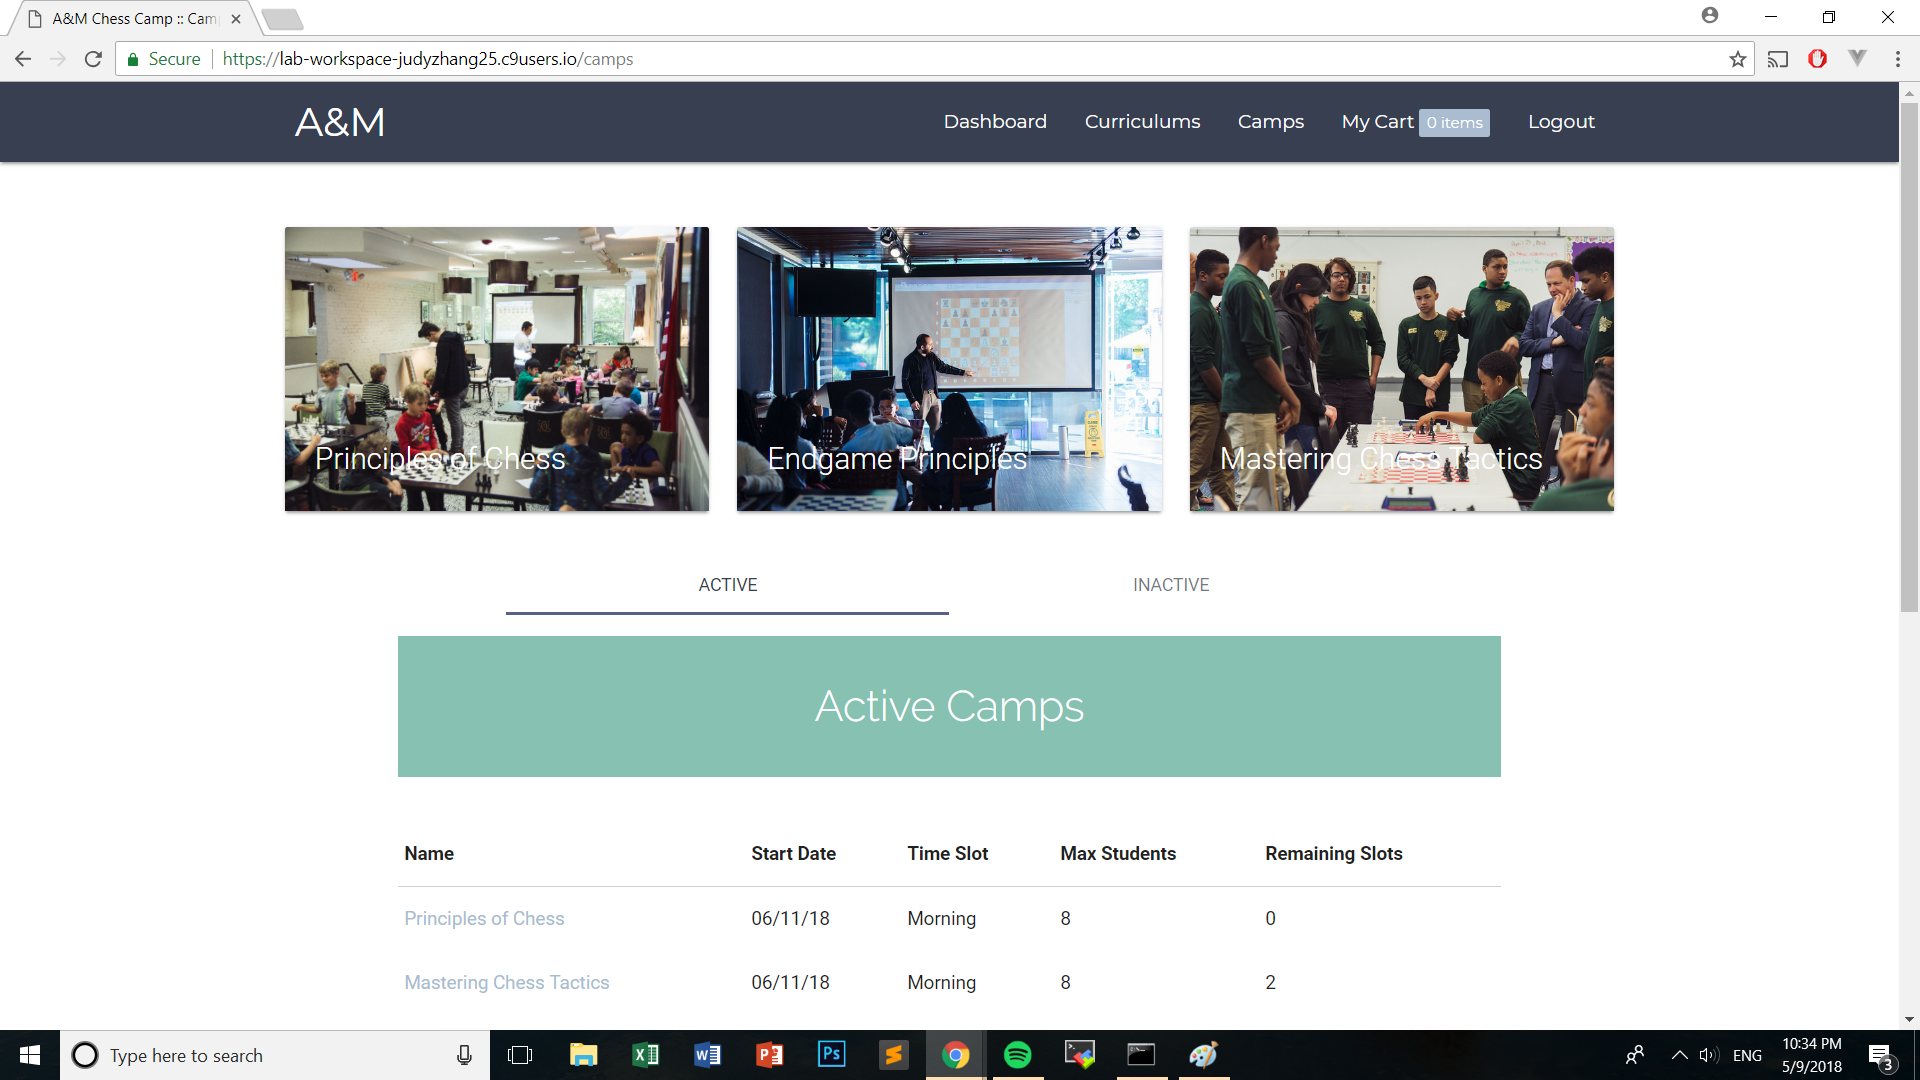 A&M Chess Camp :: Cam
Secure
https://lab-workspace-judyzhang25.c9users.io/camps
A&M
Dashboard
Curriculums
Camps
My Cart 0 items
Logout
Principles of Chess
Endgame Principles
Mastering Chess Tactics
ACTIVE
INACTIVE
Active Camps
Name Start Date Time Slot Max Students Remaining Slots
Principles of Chess 06/11/18 Morning 8 0
Mastering Chess Tactics 06/11/18 Morning 8 2
Type here to search
ENG
10:34 PM
5/9/2018
3